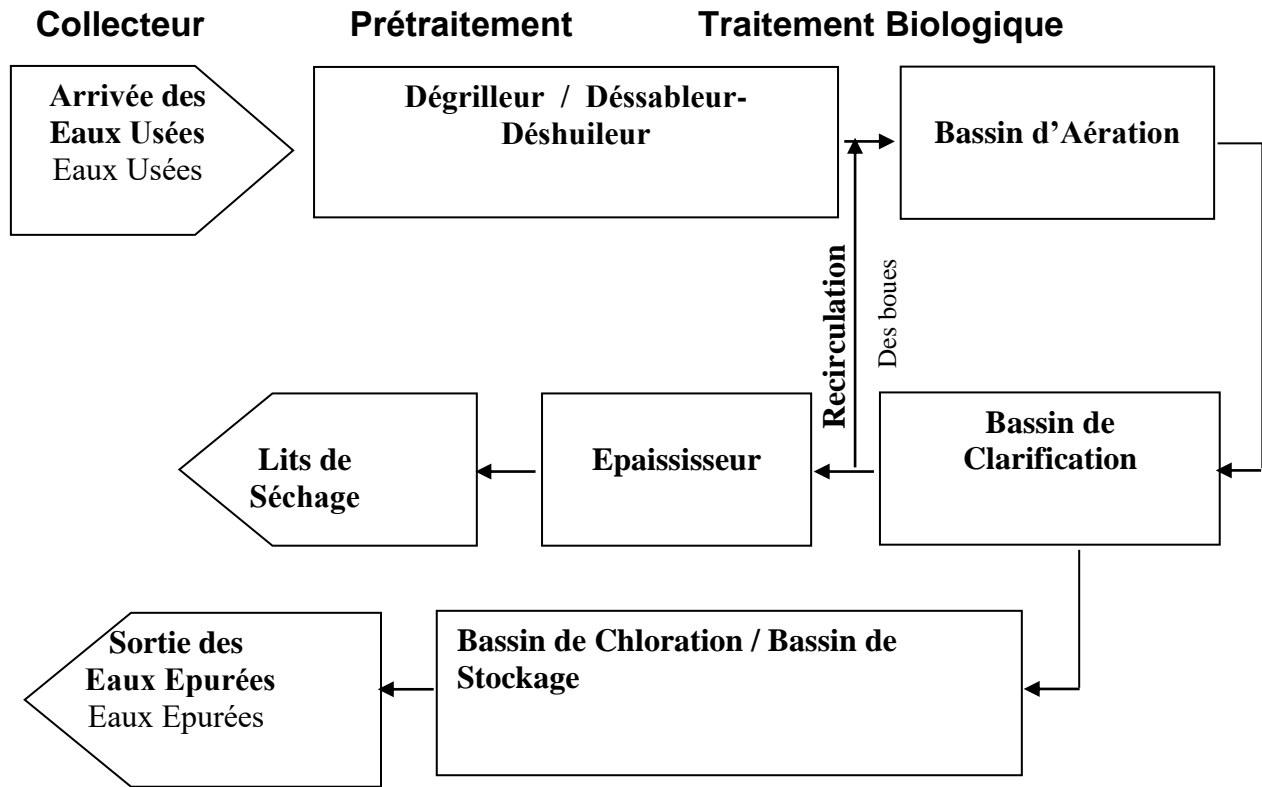 Collecteur
Prétraitement
Traitement Biologique
Arrivée des
Eaux Usées
Eaux Usées
Dégrilleur / Déssableur-
Déshuileur
Bassin d’Aération
Recirculation
Des boues
Lits de
Séchage
Epaississeur
Bassin de
Clarification
Sortie des
Eaux Epurées
Eaux Epurées
Bassin de Chloration / Bassin de
Stockage